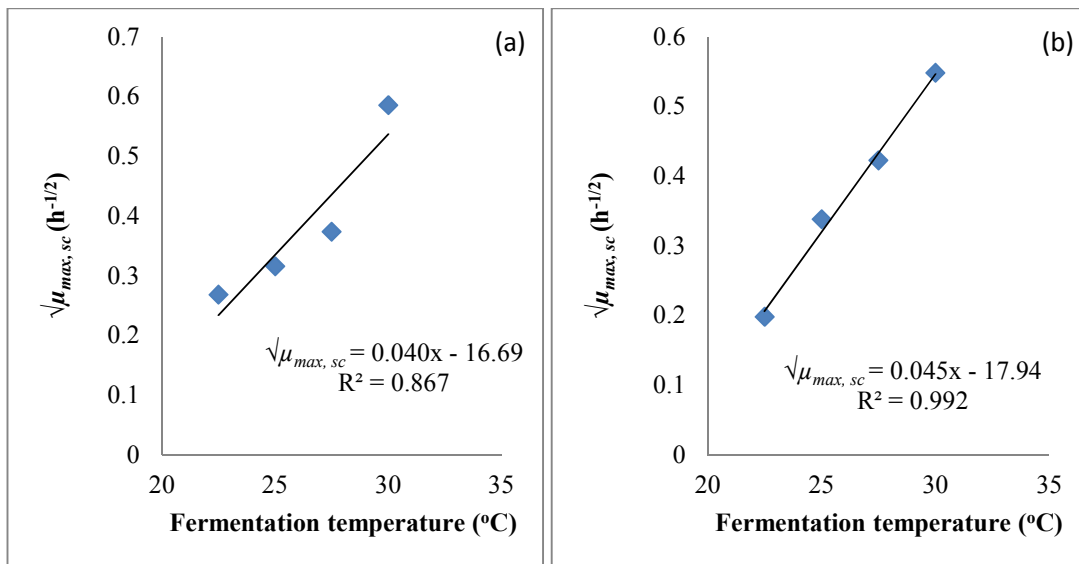 (a)
0.7
0.6
0.5
0.4
0.3
0.2
0.1
0
√μmax, sc (h-1/2)
√μmax, sc = 0.040x - 16.69
R² = 0.867
20 25 30 35
Fermentation temperature (oC)
(b)
0.6
0.5
0.4
0.3
0.2
0.1
0
√μmax, sc (h-1/2)
√μmax, sc = 0.045x - 17.94
R² = 0.992
20 25 30 35
Fermentation temperature (oC)